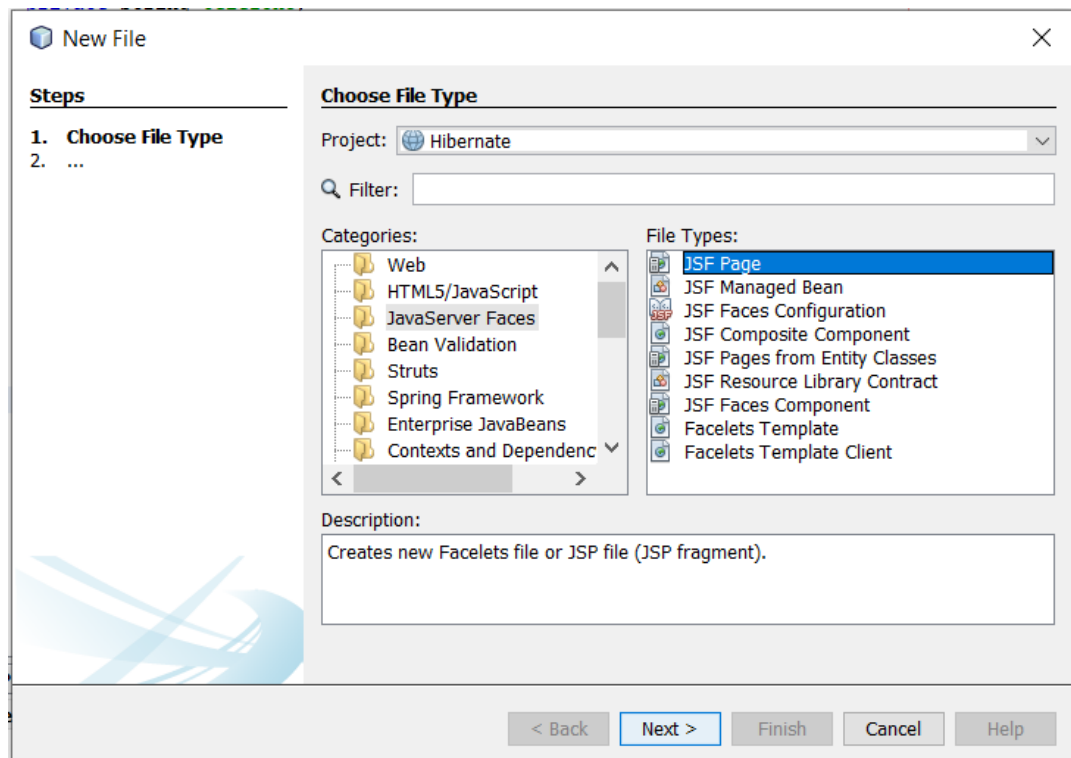 New File
Steps
1. Choose File Type
2. ...
Choose File Type
Project: Hibernate
Filter:
Categories:
Web
HTML5/JavaScript
JavaServer Faces
Bean Validation
Struts
Spring Framework
Enterprise JavaBeans
Contexts and Dependenc
File Types:
JSF Page
JSF Managed Bean
JSF Faces Configuration
JSF Composite Component
JSF Pages from Entity Classes
JSF Resource Library Contract
JSF Faces Component
Facelets Template
Facelets Template Client
Description:
Creates new Facelets file or JSP file (JSP fragment).
< Back
Next >
Finish
Cancel
Help